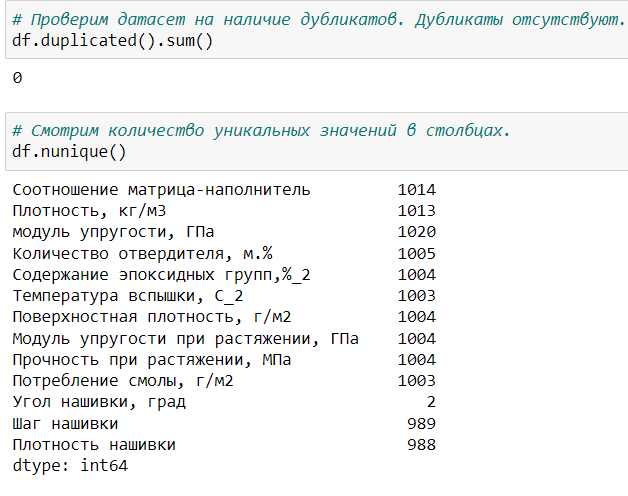 # Проверим датасет на наличие дубликатов. Дубликаты отсутствуют.
df.duplicated().sum()
0
# Смотрим количество уникальных значений в столбцах.
df.nunique()
Соотношение матрица-наполнитель 1014
Плотность, кг/м3 1013
модуль упругости, ГПа 1020
Количество отвердителя, м.% 1005
Содержание эпоксидных групп,%_2 1004
Температура вспышки, С_2 1003
Поверхностная плотность, г/м2 1004
Модуль упругости при растяжении, ГПа 1004
Прочность при растяжении, МПа 1004
Потребление смолы, г/м2 1003
Угол нашивки, град 2
Шаг нашивки 989
Плотность нашивки 988
dtype: int64